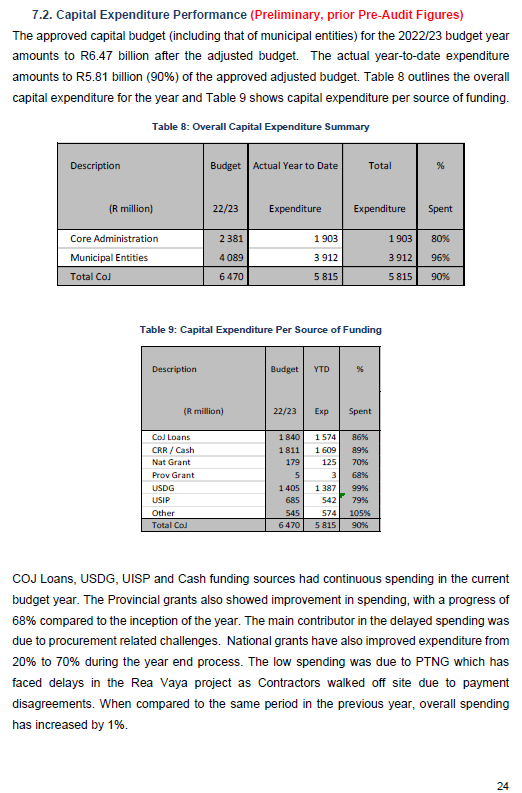 7.2. Capital Expenditure Performance (Preliminary, prior Pre-Audit Figures)
The approved capital budget (including that of municipal entities) for the 2022/23 budget year
amounts to R6.47 billion after the adjusted budget. The actual year-to-date expenditure
amounts to R5.81 billion (90%) of the approved adjusted budget. Table 8 outlines the overall
capital expenditure for the year and Table 9 shows capital expenditure per source of funding.
Table 8: Overall Capital Expenditure Summary
Description Budget Actual Year to Date Total %
(R million) 22/23 Expenditure Expenditure Spent
Core Administration 2 381 1 903 1 903 80%
Municipal Entities 4 089 3 912 3 912 96%
Total CoJ 6 470 5 815 5 815 90%
Table 9: Capital Expenditure Per Source of Funding
Description Budget YTD %
(R million) 22/23 Exp Spent
CoJ Loans 1 840 1 574 86%
CRR / Cash 1 811 1 609 89%
Nat Grant 179 125 70%
Prov Grant 5 3 68%
USDG 1 405 1 387 99%
USIP 685 542 79%
Other 545 574 105%
Total CoJ 6 470 5 815 90%
COJ Loans, USDG, UISP and Cash funding sources had continuous spending in the current
budget year. The Provincial grants also showed improvement in spending, with a progress of
68% compared to the inception of the year. The main contributor in the delayed spending was
due to procurement related challenges. National grants have also improved expenditure from
20% to 70% during the year end process. The low spending was due to PTNG which has
faced delays in the Rea Vaya project as Contractors walked off site due to payment
disagreements. When compared to the same period in the previous year, overall spending
has increased by 1%.
24